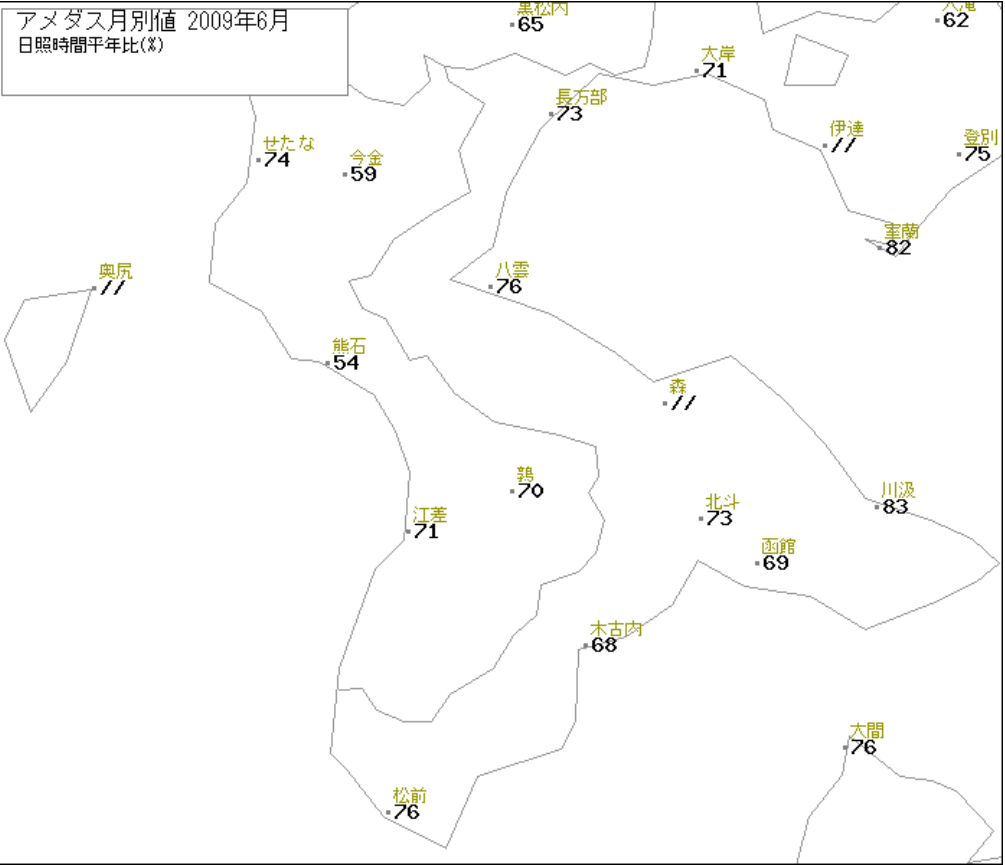 アメダス月別値 2009年6月
日照時間平年比(%)
黒松内
65
62
大岸
71
長万部
73
伊達
//
登別
75
せたな
74
今金
59
室蘭
82
奥尻
//
八雲
76
熊石
54
森
//
鶉
70
川汲
83
江差
71
北斗
73
函館
69
木古内
68
大間
76
松前
76